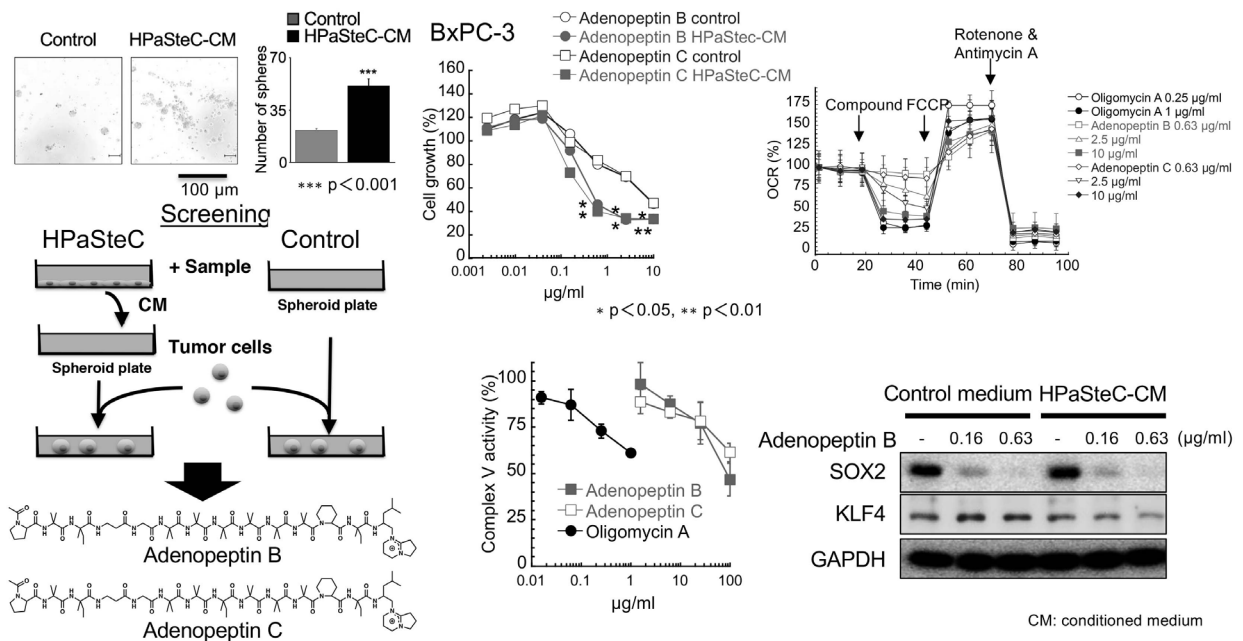 Control
HPaSteC-CM
100 μm
Control
HPaSteC-CM
Number of spheres
70
35
0
***
*** p<0.001
BxPC-3
Adenopeptin B control
Adenopeptin B HPaStec-CM
Adenopeptin C control
Adenopeptin C HPaSteC-CM
Cell growth (%)
160
140
120
100
80
60
40
20
0
0.001
0.01
0.1
1
10
μg/ml
*
*
*
*
*
**
* p<0.05, ** p<0.01
Rotenone &
Antimycin A
Compound
FCCP
OCR (%)
175
150
125
100
75
50
25
0
0
20
40
60
80
100
Time (min)
Oligomycin A 0.25 μg/ml
Oligomycin A 1 μg/ml
Adenopeptin B 0.63 μg/ml
2.5 μg/ml
10 μg/ml
Adenopeptin C 0.63 μg/ml
2.5 μg/ml
10 μg/ml
Screening
HPaSteC
Control
+ Sample
CM
Spheroid plate
Spheroid plate
Tumor cells
Adenopeptin B
Adenopeptin C
Complex V activity (%)
100
75
50
25
0
0.01
0.1
1
10
100
μg/ml
Adenopeptin B
Adenopeptin C
Oligomycin A
Control medium
HPaSteC-CM
Adenopeptin B
-
0.16
0.63
-
0.16
0.63
(μg/ml)
SOX2
KLF4
GAPDH
CM: conditioned medium